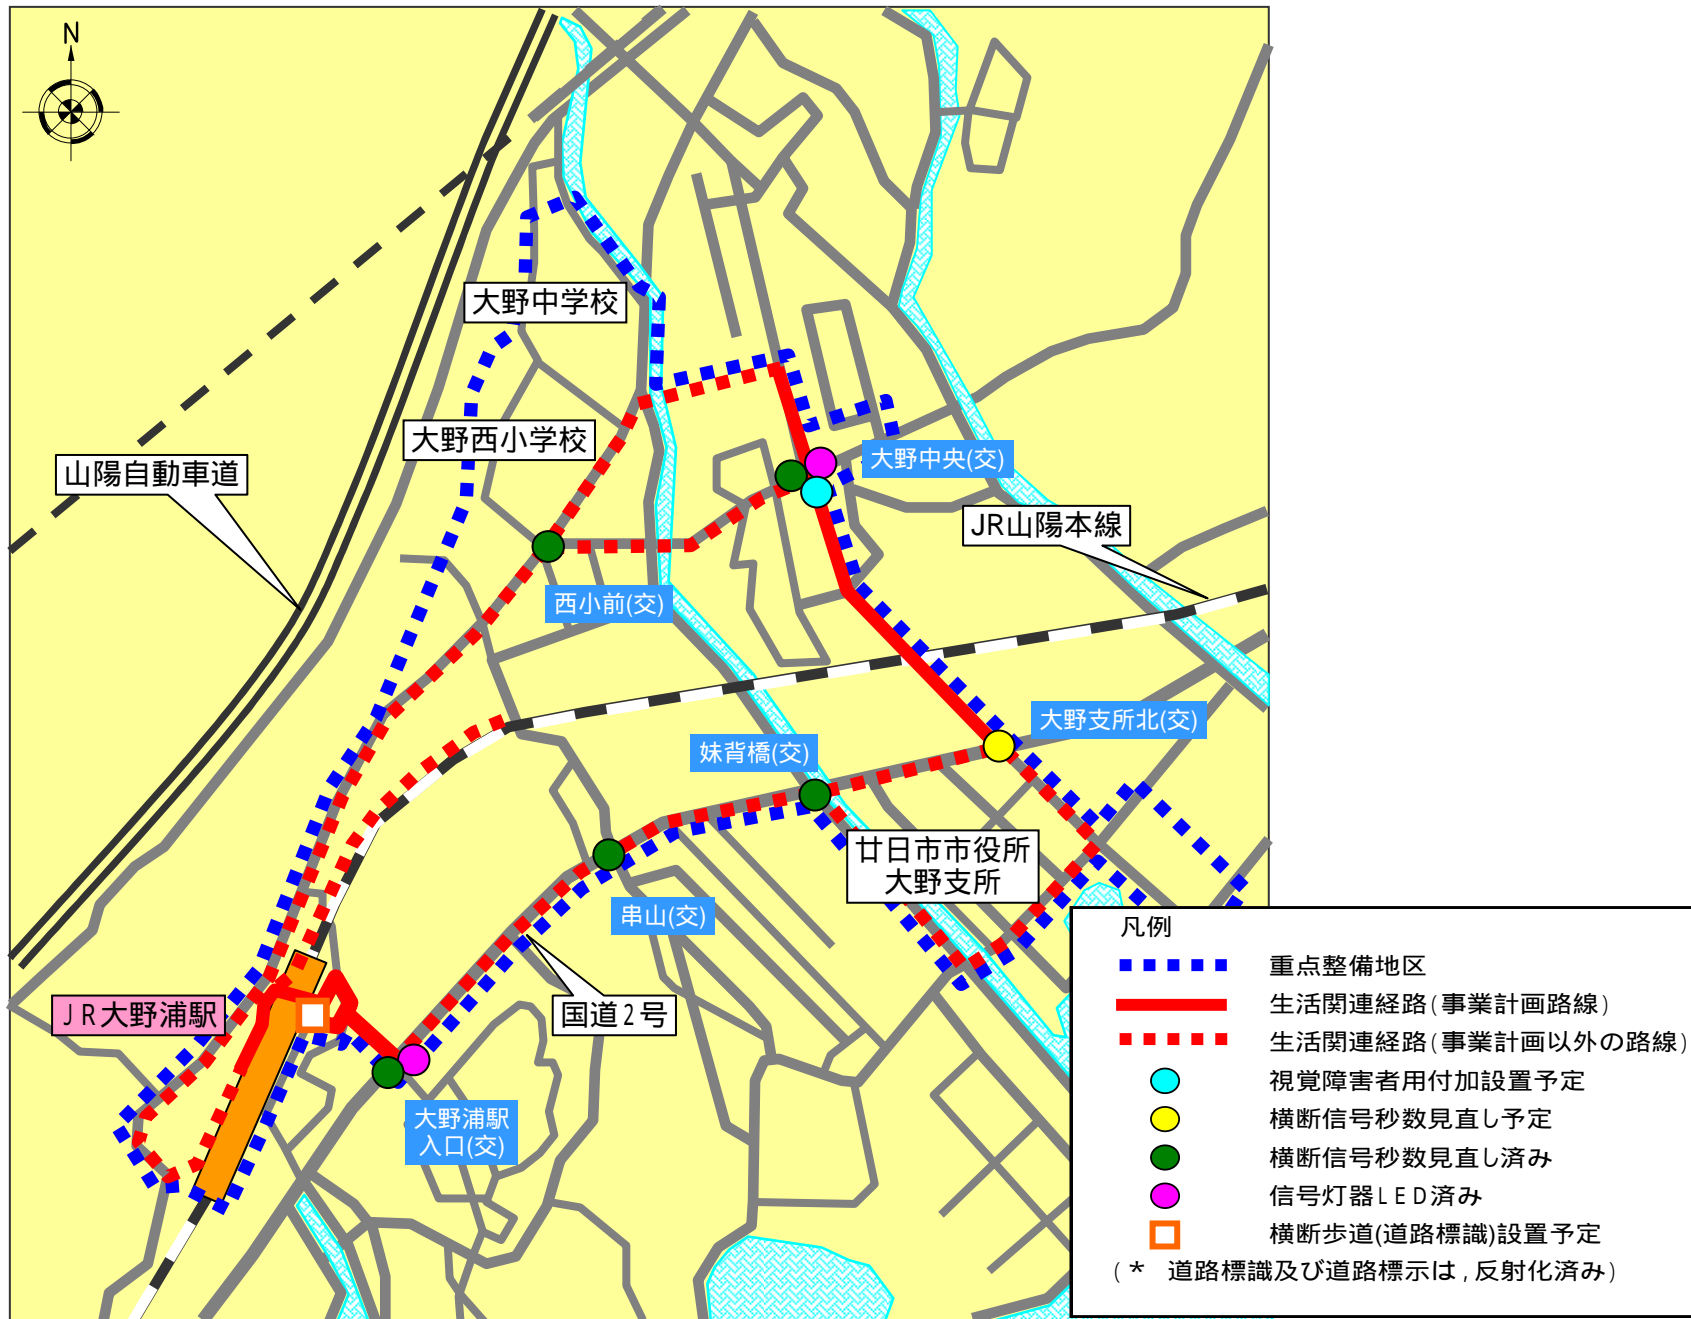 N
大野中学校
大野西小学校
山陽自動車道
大野中央(交)
JR山陽本線
西小前(交)
大野支所北(交)
妹背橋(交)
廿日市市役所
大野支所
串山(交)
国道2号
JR大野浦駅
大野浦駅
入口(交)
凡例
重点整備地区
生活関連経路(事業計画路線)
生活関連経路(事業計画以外の路線)
視覚障害者用付加設置予定
横断信号秒数見直し予定
横断信号秒数見直し済み
信号灯器LED済み
横断歩道(道路標識)設置予定
(* 道路標識及び道路標示は,反射化済み)